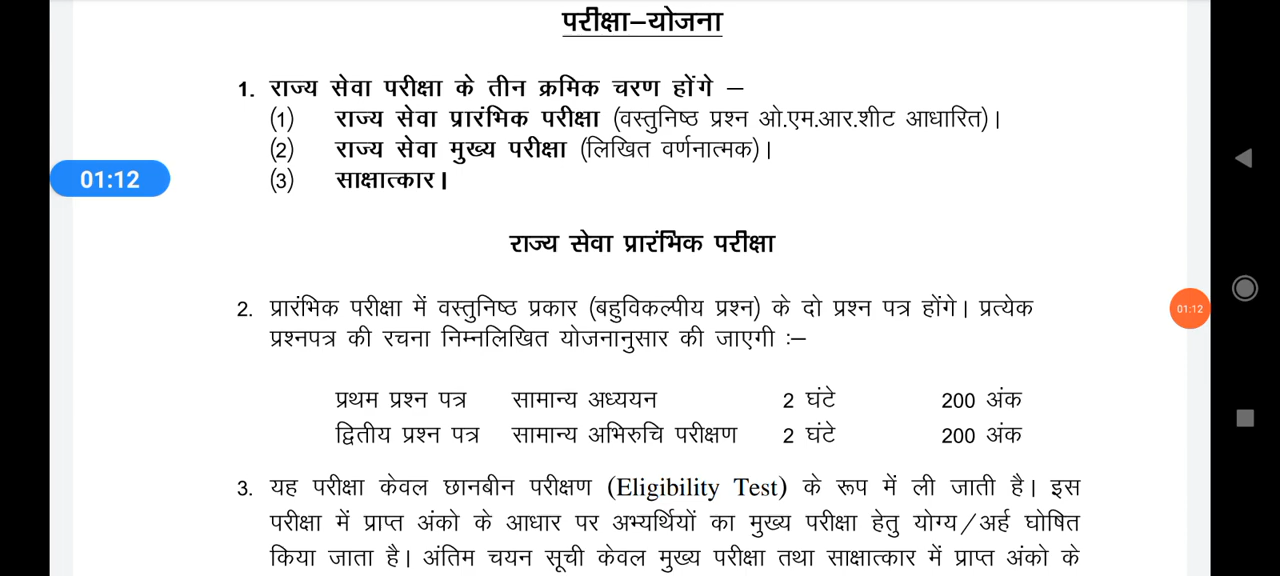 परीक्षा–योजना
1. राज्य सेवा परीक्षा के तीन क्रमिक चरण होंगे –
(1) राज्य सेवा प्रारंभिक परीक्षा (वस्तुनिष्ठ प्रश्न ओ.एम.आर.शीट आधारित)।
(2) राज्य सेवा मुख्य परीक्षा (लिखित वर्णनात्मक)।
01:12
(3) साक्षात्कार।
राज्य सेवा प्रारंभिक परीक्षा
2. प्रारंभिक परीक्षा में वस्तुनिष्ठ प्रकार (बहुविकल्पीय प्रश्न) के दो प्रश्न पत्र होंगे। प्रत्येक
01:12
प्रश्नपत्र की रचना निम्नलिखित योजनानुसार की जाएगी :–
प्रथम प्रश्न पत्र सामान्य अध्ययन 2 घंटे 200 अंक
द्वितीय प्रश्न पत्र सामान्य अभिरुचि परीक्षण 2 घंटे 200 अंक
3. यह परीक्षा केवल छानबीन परीक्षण (Eligibility Test) के रूप में ली जाती है। इस
परीक्षा में प्राप्त अंको के आधार पर अभ्यर्थियों का मुख्य परीक्षा हेतु योग्य/अर्ह घोषित
किया जाता है। अंतिम चयन सूची केवल मुख्य परीक्षा तथा साक्षात्कार में प्राप्त अंको के